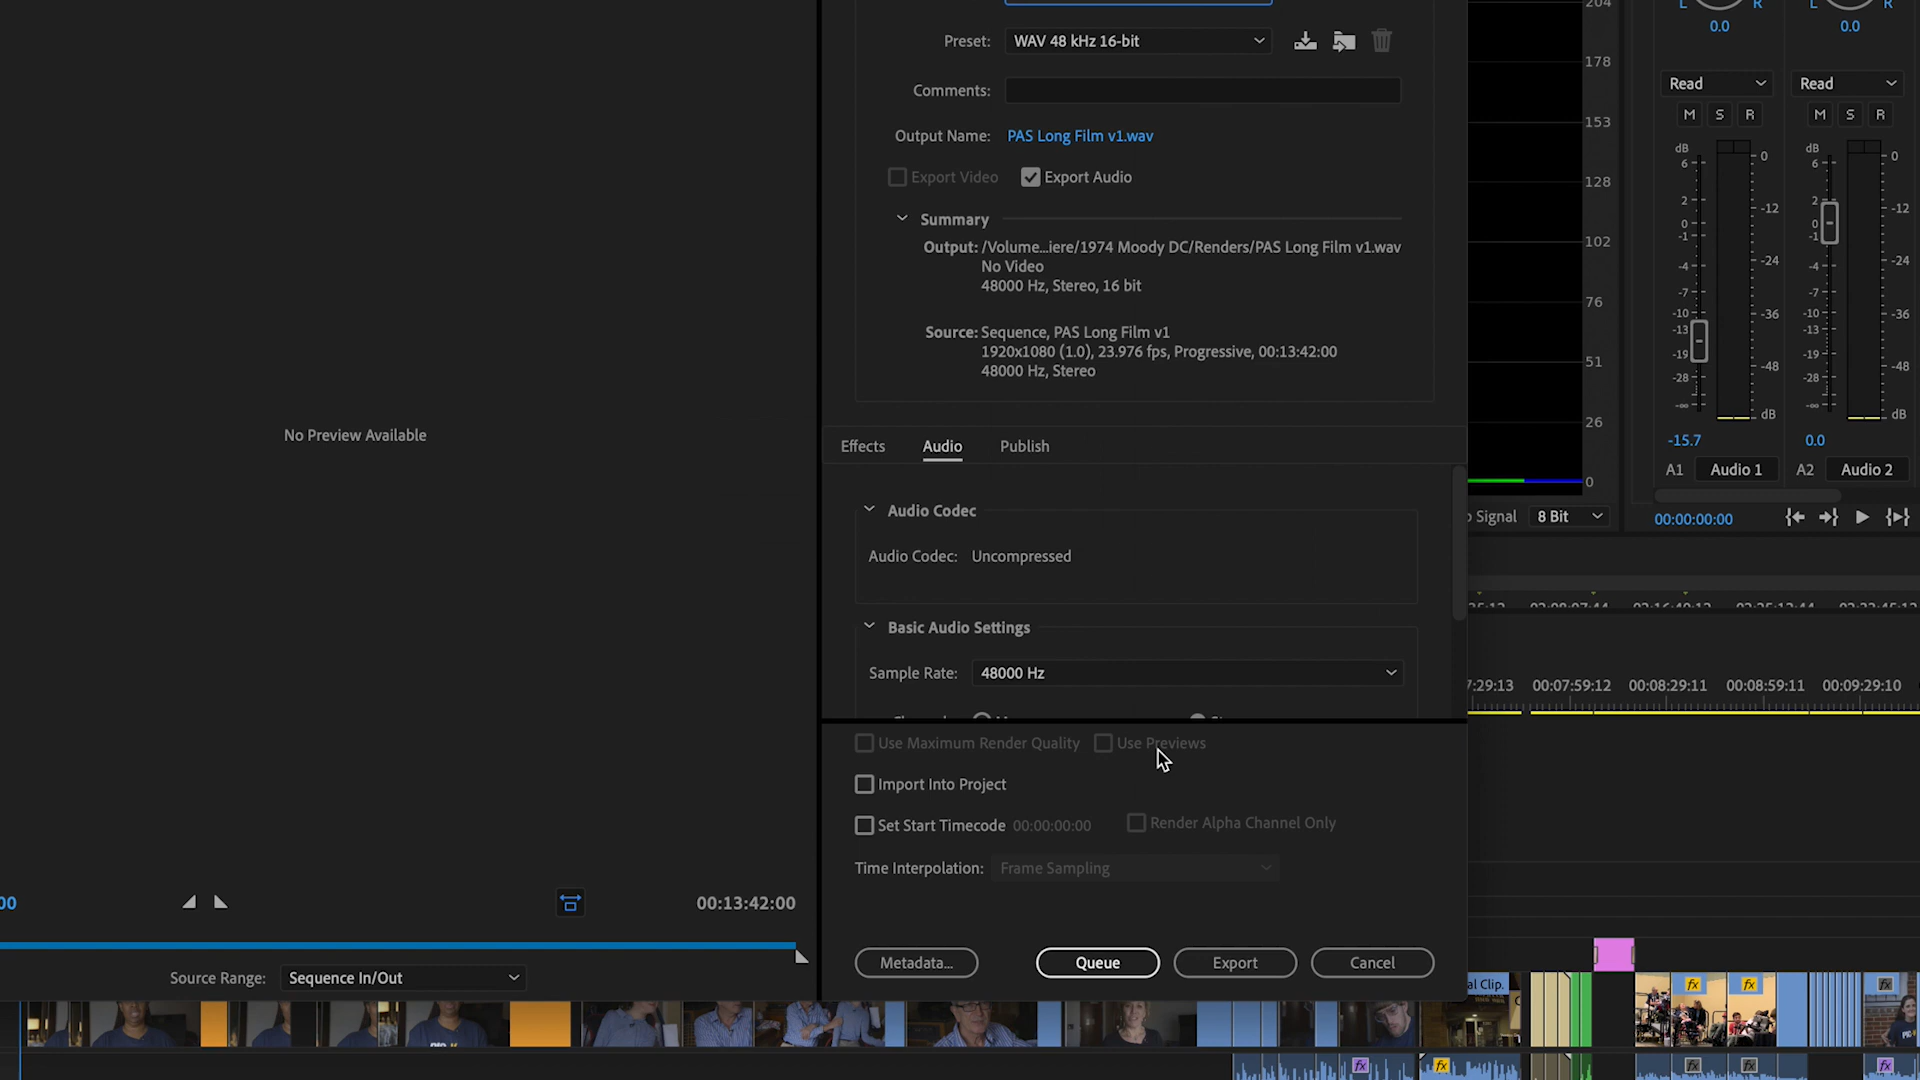 204
L R L R
0.0 0.0
Preset: WAV 48 kHz 16-bit
178
Read Read
Comments:
M S R M S R
153
Output Name: PAS Long Film v1.wav
dB 6 2 0 -1 -4 -7 -10 -13 -19 -28 -∞
0 -12 -24 -36 -48 dB
dB 6 2 0 -1 -4 -7 -10 -13 -19 -28 -∞
0 -12 -24 -36 -48 dB
Export Video Export Audio
128
Summary
Output: /Volume...iere/1974 Moody DC/Renders/PAS Long Film v1.wav
No Video
48000 Hz, Stereo, 16 bit
102
76
Source: Sequence, PAS Long Film v1
1920x1080 (1.0), 23.976 fps, Progressive, 00:13:42:00
48000 Hz, Stereo
51
26
No Preview Available
-15.7 0.0
Effects Audio Publish
A1 Audio 1 A2 Audio 2
0
Audio Codec
Signal 8 Bit
00:00:00:00
Audio Codec: Uncompressed
Basic Audio Settings
Sample Rate: 48000 Hz
7:29:13 00:07:59:12 00:08:29:11 00:08:59:11 00:09:29:10
Use Maximum Render Quality Use Previews
Import Into Project
Set Start Timecode 00:00:00:00 Render Alpha Channel Only
Time Interpolation: Frame Sampling
00 00:13:42:00
Metadata... Queue Export Cancel
Source Range: Sequence In/Out
al Clip. fx fx fx
fx fx fx fx fx